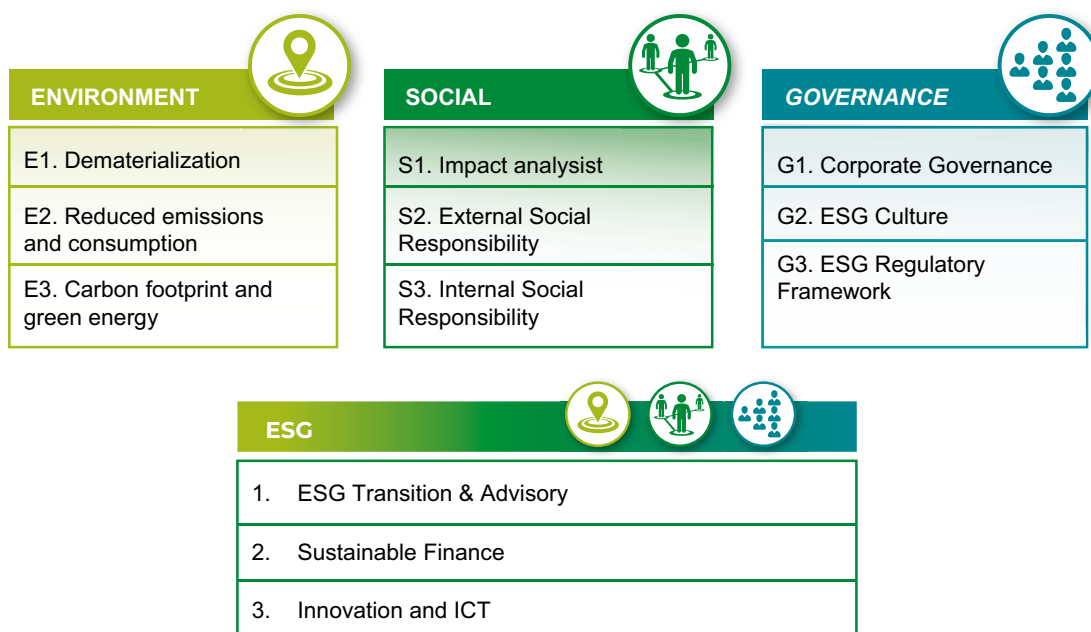 ENVIRONMENT
E1. Dematerialization
E2. Reduced emissions
and consumption
E3. Carbon footprint and
green energy
SOCIAL
S1. Impact analysist
S2. External Social
Responsibility
S3. Internal Social
Responsibility
GOVERNANCE
G1. Corporate Governance
G2. ESG Culture
G3. ESG Regulatory
Framework
ESG
1. ESG Transition & Advisory
2. Sustainable Finance
3. Innovation and ICT